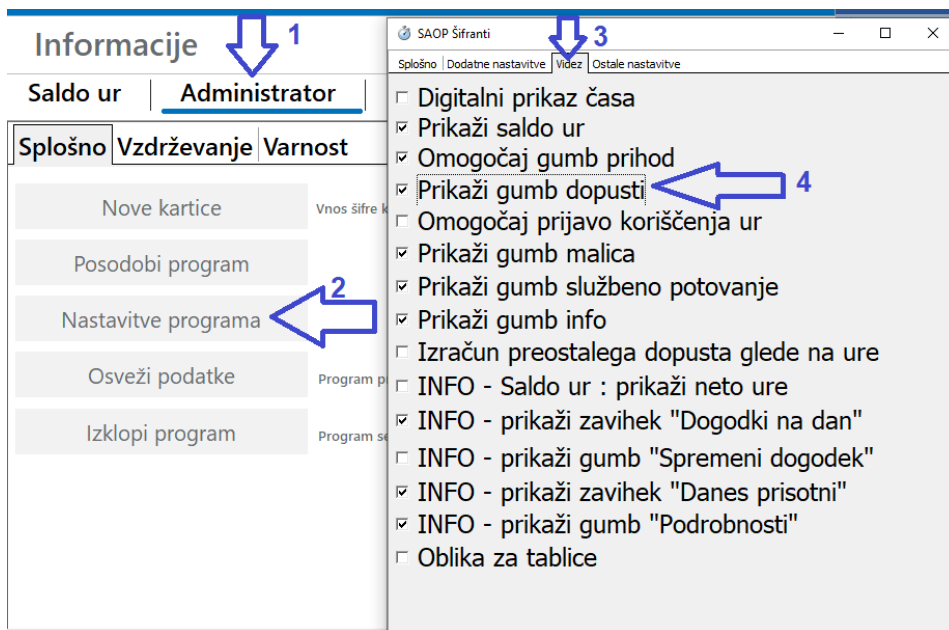 Informacije
1
Saldo ur
Administrator
Splošno
Vzdrževanje
Varnost
Nove kartice
Vnos šifre k
Posodobi program
2
Nastavitve programa
Osveži podatke
Program p
Izklopi program
Program se
SAOP Šifranti
3
Splošno
Dodatne nastavitve
Videz
Ostale nastavitve
Digitalni prikaz časa
Prikaži saldo ur
Omogočaj gumb prihod
Prikaži gumb dopusti
4
Omogočaj prijavo koriščenja ur
Prikaži gumb malica
Prikaži gumb službeno potovanje
Prikaži gumb info
Izračun preostalega dopusta glede na ure
INFO - Saldo ur : prikaži neto ure
INFO - prikaži zavihek "Dogodki na dan"
INFO - prikaži gumb "Spremeni dogodek"
INFO - prikaži zavihek "Danes prisotni"
INFO - prikaži gumb "Podrobnosti"
Oblika za tablice